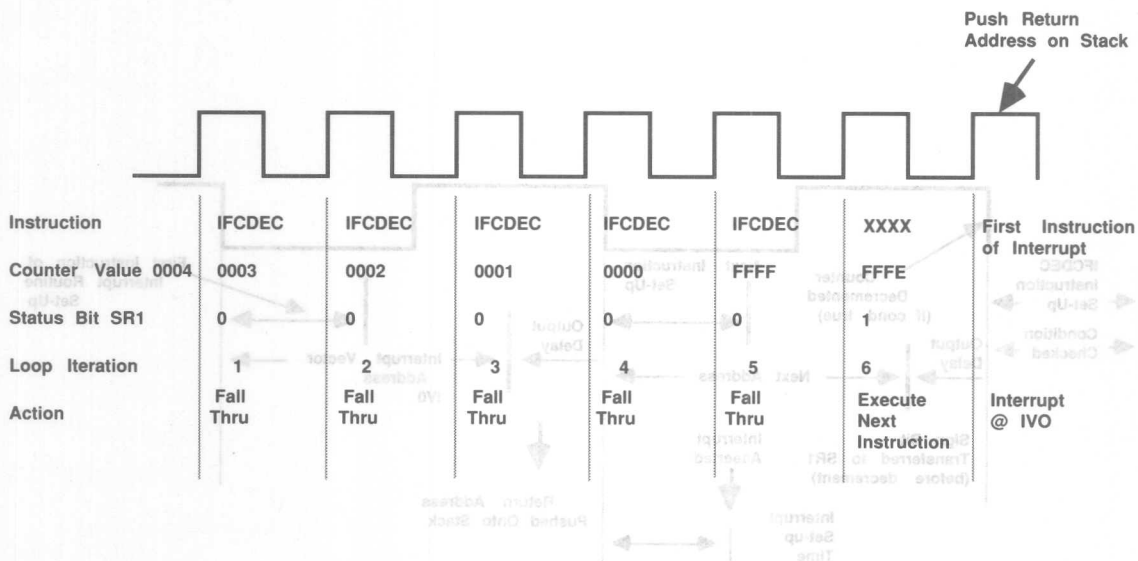 Push Return
Address on Stack
Instruction IFCDEC IFCDEC IFCDEC IFCDEC IFCDEC XXXX First Instruction
of Interrupt
Counter Value 0004 0003 0002 0001 0000 FFFF FFFE
Status Bit SR1 0 0 0 0 0 1
Loop Iteration 1 2 3 4 5 6
Action Fall Fall Fall Fall Fall Execute Interrupt
Thru Thru Thru Thru Thru Next @ IVO
Instruction